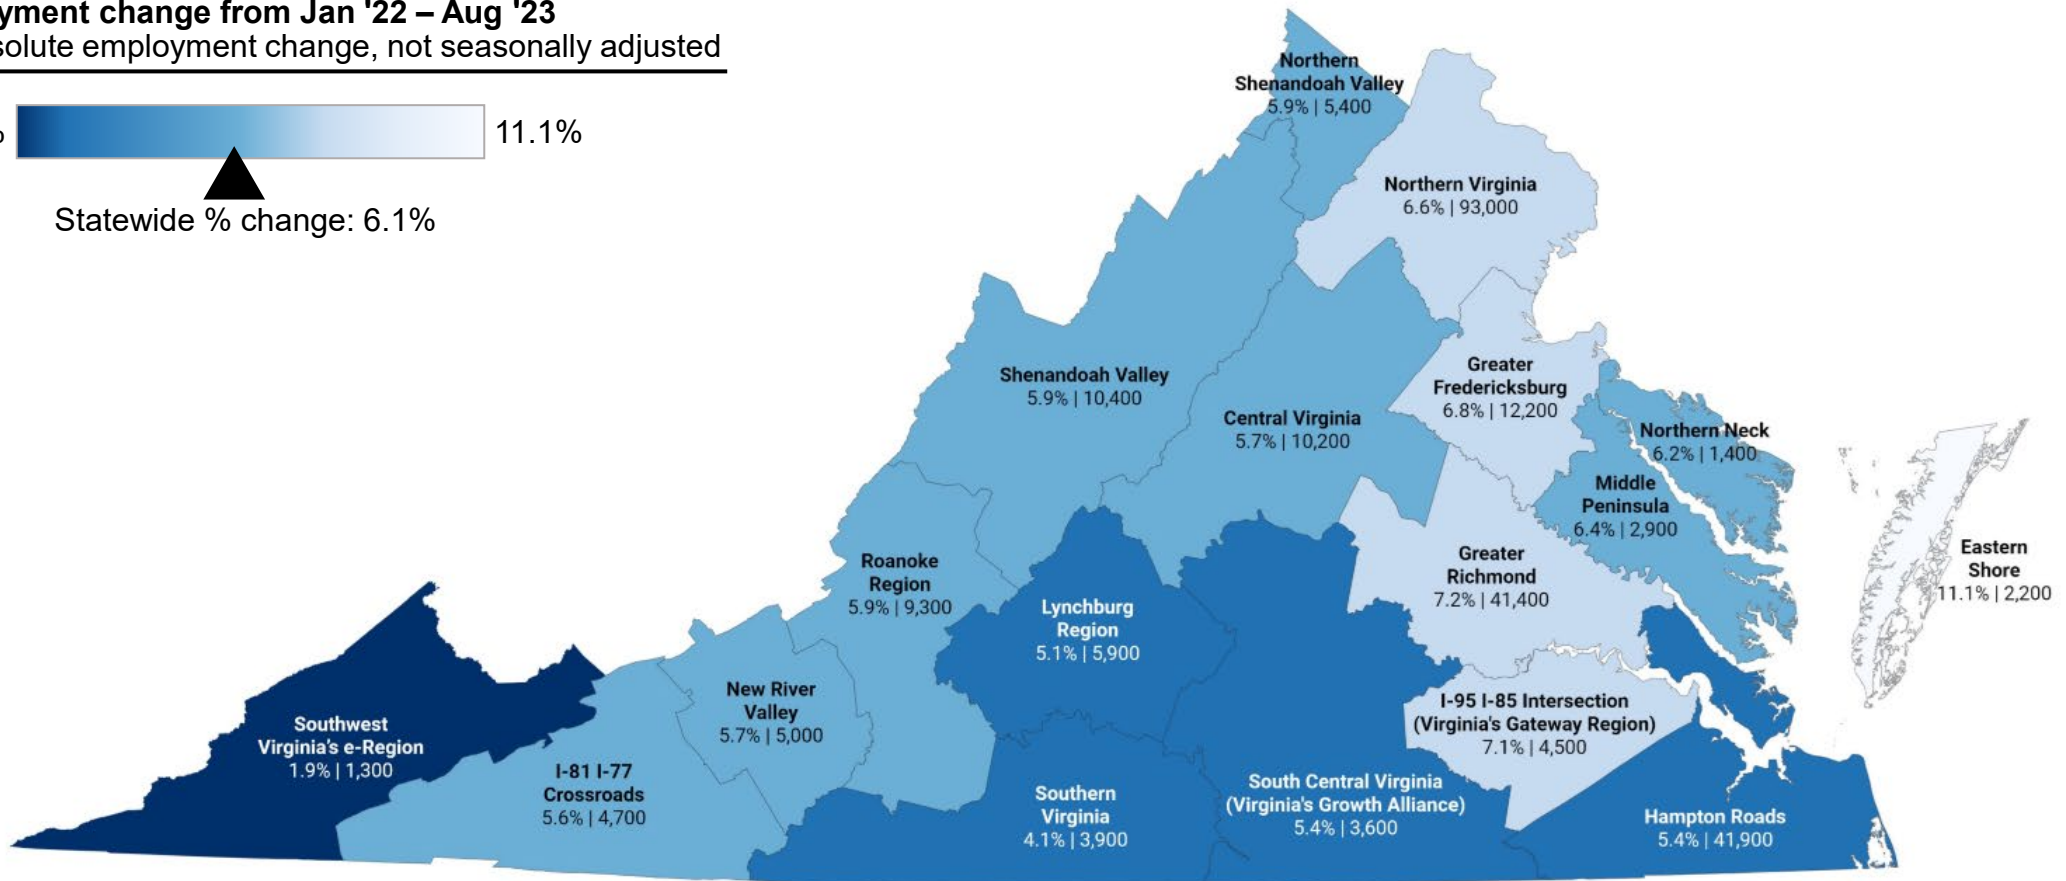 yment change from Jan '22 – Aug '23
solute employment change, not seasonally adjusted
11.1%
Statewide % change: 6.1%
Northern
Shenandoah Valley
5.9% | 5,400
Northern Virginia
6.6% | 93,000
Shenandoah Valley
5.9% | 10,400
Central Virginia
5.7% | 10,200
Greater
Fredericksburg
6.8% | 12,200
Northern Neck
6.2% | 1,400
Middle
Peninsula
6.4% | 2,900
Eastern
Shore
11.1% | 2,200
Roanoke
Region
5.9% | 9,300
Greater
Richmond
7.2% | 41,400
Lynchburg
Region
5.1% | 5,900
New River
Valley
5.7% | 5,000
Southwest
Virginia's e-Region
1.9% | 1,300
I-81 I-77
Crossroads
5.6% | 4,700
I-95 I-85 Intersection
(Virginia's Gateway Region)
7.1% | 4,500
Southern
Virginia
4.1% | 3,900
South Central Virginia
(Virginia's Growth Alliance)
5.4% | 3,600
Hampton Roads
5.4% | 41,900